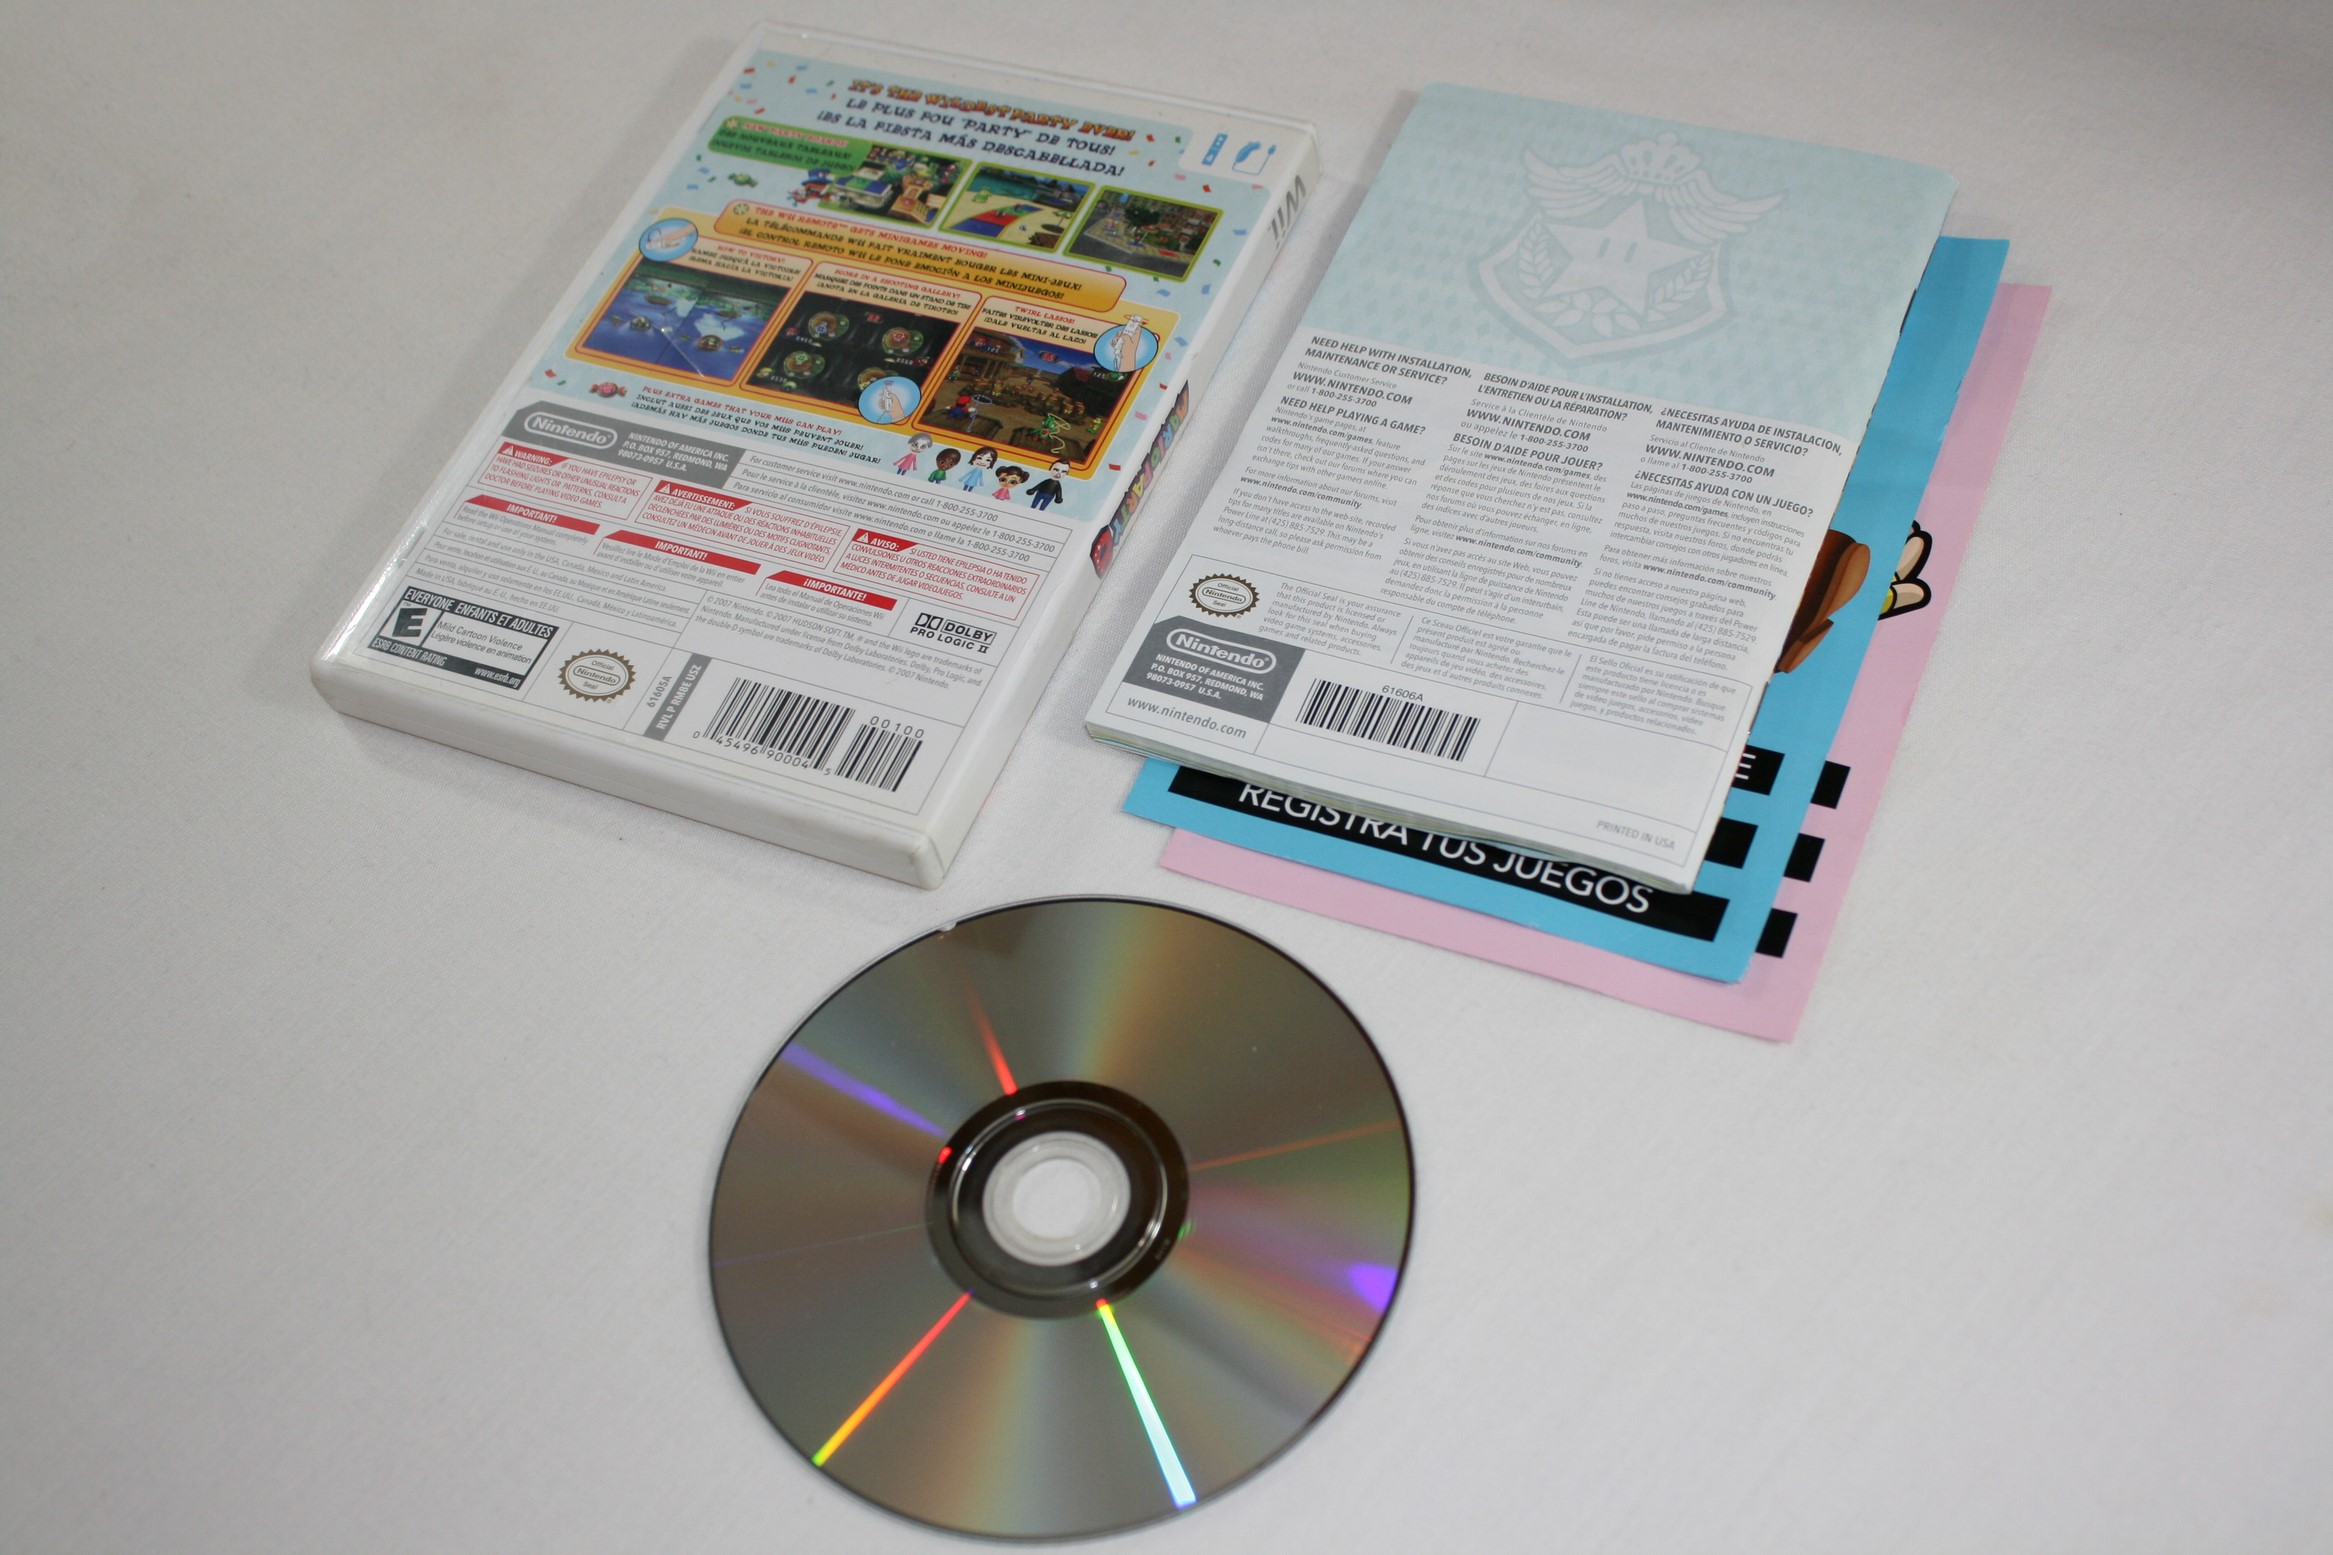 IT'S THE WILDEST PARTY EVER!
LE PLUS FOU "PARTY" DE TOUS!
¡ES LA FIESTA MÁS DESCABELLADA!
NEW PARTY BOARDS!
DES NOUVEAUX TABLEAUX!
¡NUEVOS TABLEROS DE JUEGO!
THE WII REMOTE™ GETS MINIGAMES MOVING!
LA TÉLÉCOMMANDE WII FAIT VRAIMENT BOUGER LES MINI-JEUX!
¡EL CONTROL REMOTO WII LE PONE EMOCIÓN A LOS MINIJUEGOS!
ROW TO VICTORY!
RAMEZ JUSQU'À LA VICTOIRE!
¡REMA HACIA LA VICTORIA!
SCORE IN A SHOOTING GALLERY!
MARQUEZ DES POINTS DANS UN STAND DE TIR!
¡ANOTA EN LA GALERÍA DE TIROTEO!
TWIRL LASSOS!
FAITES VIREVOLTER DES LASSOS!
¡DALE VUELTAS AL LAZO!
PLUS EXTRA GAMES THAT YOUR MIIS CAN PLAY!
INCLUT AUSSI DES JEUX QUE VOS MIIS PEUVENT JOUER!
¡ADEMÁS HAY MÁS JUEGOS DONDE TUS MIIS PUEDEN JUGAR!
Wii
Nintendo
NINTENDO OF AMERICA INC.
P.O. BOX 957, REDMOND, WA
98073-0957 U.S.A.
For customer service visit www.nintendo.com or call 1-800-255-3700
Pour le service à la clientèle, visitez www.nintendo.com ou appelez le 1-800-255-3700
Para servicio al consumidor visite www.nintendo.com o llame la 1-800-255-3700
WARNING: IF YOU HAVE EPILEPSY OR
HAVE HAD SEIZURES OR OTHER UNUSUAL REACTIONS
TO FLASHING LIGHTS OR PATTERNS, CONSULT A
DOCTOR BEFORE PLAYING VIDEO GAMES.
AVERTISSEMENT: SI VOUS SOUFFREZ D'ÉPILEPSIE,
AVEZ DÉJÀ TU UNE ATTAQUE OU DES RÉACTIONS INHABITUELLES
DÉCLENCHÉES PAR DES LUMIÈRES OU DES MOTIFS CLIGNOTANTS,
CONSULTEZ UN MÉDECIN AVANT DE JOUER À DES JEUX VIDÉO.
AVISO: SI USTED TIENE EPILEPSIA O HA TENIDO
CONVULSIONES U OTROS REACCIONES EXTRAORDINARIOS
A LUCES INTERMITENTES O SECUENCIAS, CONSULTE A UN
MÉDICO ANTES DE JUGAR VIDEOJUEGOS.
IMPORTANT!
Read the Wii Operations Manual completely
before setup or use of your system.
IMPORTANT!
Veuillez lire le Mode d'Emploi de la Wii en entier
avant d'installer ou d'utiliser votre appareil.
¡IMPORTANTE!
Lea todo el Manual de Operaciones Wii
antes de instalar o utilizar su sistema.
For sale, rental and use only in the USA, Canada, Mexico and Latin America.
Para venta, alquiler y uso solamente en los EE.UU., Canadá, México y Latinoamérica.
Made in USA, fabriqué au É.-U., hecho en EE.UU.
© 2007 Nintendo. © 2007 HUDSON SOFT. TM, ® and the Wii logo are trademarks of
Nintendo. Manufactured under license from Dolby Laboratories. Dolby, Pro Logic, and
the double-D symbol are trademarks of Dolby Laboratories. © 2007 Nintendo.
DOLBY
PRO LOGIC II
EVERYONE ENFANTS ET ADULTES
E
Mild Cartoon Violence
Légère violence en animation
ESRB CONTENT RATING
www.esrb.org
Official
Nintendo
Seal
61605A
RVL P RMBE USZ
0 45496 90004 5
00100
NEED HELP WITH INSTALLATION,
MAINTENANCE OR SERVICE?
Nintendo Customer Service
WWW.NINTENDO.COM
or call 1-800-255-3700
NEED HELP PLAYING A GAME?
Nintendo's game pages, at
www.nintendo.com/games, feature
walkthroughs, frequently-asked questions, and
codes for many of our games. If your answer
isn't there, check out our forums where you can
exchange tips with other gamers online.
For more information about our forums, visit
www.nintendo.com/community.
If you don't have access to the web-site, recorded
tips for many titles are available on Nintendo's
Power Line at (425) 885-7529. This may be a
long-distance call, so please ask permission from
whoever pays the phone bill.
BESOIN D'AIDE POUR L'INSTALLATION,
L'ENTRETIEN OU LA RÉPARATION?
Service à la Clientèle de Nintendo
WWW.NINTENDO.COM
ou appelez le 1-800-255-3700
BESOIN D'AIDE POUR JOUER?
Sur le site www.nintendo.com/games, des
pages sur les jeux de Nintendo présentent le
déroulement des jeux, des foires aux questions
et des codes pour plusieurs de nos jeux. Si la
réponse que vous cherchez n'y est pas, consultez
nos forums où vous pouvez échanger, en ligne,
des indices avec d'autres joueurs.
Pour obtenir plus d'information sur nos forums en
ligne, visitez www.nintendo.com/community.
Si vous n'avez pas accès au site Web, vous pouvez
obtenir des conseils enregistrés pour de nombreux
jeux, en utilisant la ligne de puissance de Nintendo
au (425) 885-7529. Il peut s'agir d'un interurbain,
demandez donc la permission à la personne
responsable du compte de téléphone.
¿NECESITAS AYUDA DE INSTALACION,
MANTENIMIENTO O SERVICIO?
Servicio al Cliente de Nintendo
WWW.NINTENDO.COM
o llame al 1-800-255-3700
¿NECESITAS AYUDA CON UN JUEGO?
Las páginas de juegos de Nintendo, en
www.nintendo.com/games, incluyen instrucciones
paso a paso, preguntas frecuentes y códigos para
muchos de nuestros juegos. Si no encuentras tu
respuesta, visita nuestros foros, donde podrás
intercambiar consejos con otros jugadores en línea.
Para obtener más información sobre nuestros
foros, visita www.nintendo.com/community.
Si no tienes acceso a nuestra página web,
puedes encontrar consejos grabados para
muchos de nuestros juegos a través del Power
Line de Nintendo, llamando al (425) 885-7529.
Esta puede ser una llamada de larga distancia,
así que por favor, pide permiso a la persona
encargada de pagar la factura del teléfono.
Official
Nintendo
Seal
The Official Seal is your assurance
that this product is licensed or
manufactured by Nintendo. Always
look for this seal when buying
video game systems, accessories,
games and related products.
Ce Sceau Officiel est votre garantie que le
présent produit est agréé ou
manufacturé par Nintendo. Recherchez-le
toujours quand vous achetez des
appareils de jeu vidéo, des accessoires,
des jeux et d'autres produits connexes.
El Sello Oficial es su ratificación de que
este producto tiene licencia o es
manufacturado por Nintendo. Busque
siempre este sello al comprar sistemas
de video juegos, accesorios, video
juegos, y productos relacionados.
Nintendo
NINTENDO OF AMERICA INC.
P.O. BOX 957, REDMOND, WA
98073-0957 U.S.A.
www.nintendo.com
61606A
PRINTED IN USA
E
REGISTRA TUS JUEGOS